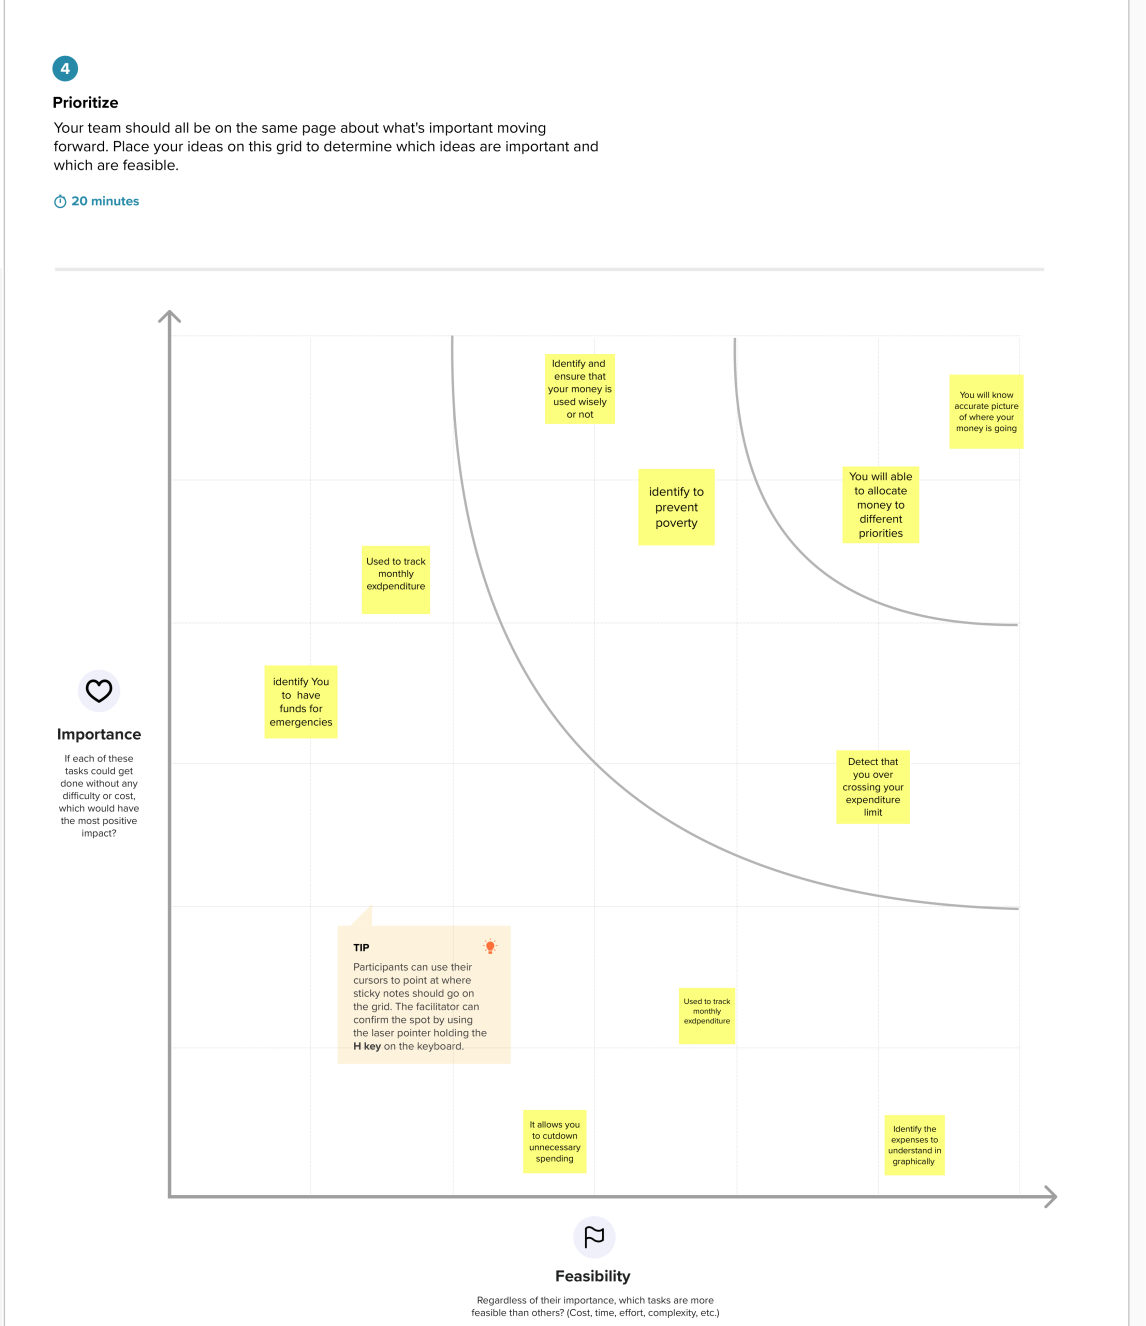 4
Prioritize
Your team should all be on the same page about what's important moving
forward. Place your ideas on this grid to determine which ideas are important and
which are feasible.
20 minutes
Identify and
ensure that
your money is
used wisely
or not
You will know
accurate picture
of where your
money is going
identify to
prevent
poverty
You will able
to allocate
money to
different
priorities
Used to track
monthly
exdpenditure
identify You
to have
funds for
emergencies
Importance
If each of these
tasks could get
done without any
difficulty or cost,
which would have
the most positive
impact?
Detect that
you over
crossing your
expenditure
limit
TIP
Participants can use their
cursors to point at where
sticky notes should go on
the grid. The facilitator can
confirm the spot by using
the laser pointer holding the
H key on the keyboard.
Used to track
monthly
exdpenditure
It allows you
to cutdown
unnecessary
spending
Identify the
expenses to
understand in
graphically
Feasibility
Regardless of their importance, which tasks are more
feasible than others? (Cost, time, effort, complexity, etc.)